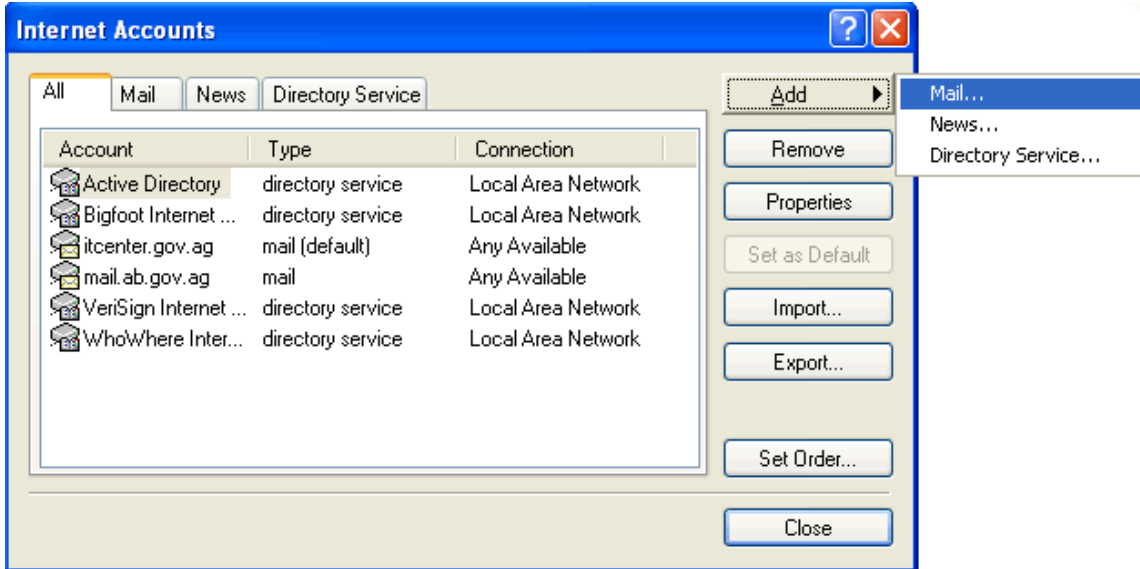 Internet Accounts
All Mail News Directory Service
Account Type Connection
Active Directory directory service Local Area Network
Bigfoot Internet ... directory service Local Area Network
itcenter.gov.ag mail (default) Any Available
mail.ab.gov.ag mail Any Available
VeriSign Internet ... directory service Local Area Network
WhoWhere Inter... directory service Local Area Network
Add
Remove
Properties
Set as Default
Import...
Export...
Set Order...
Close
Mail...
News...
Directory Service...